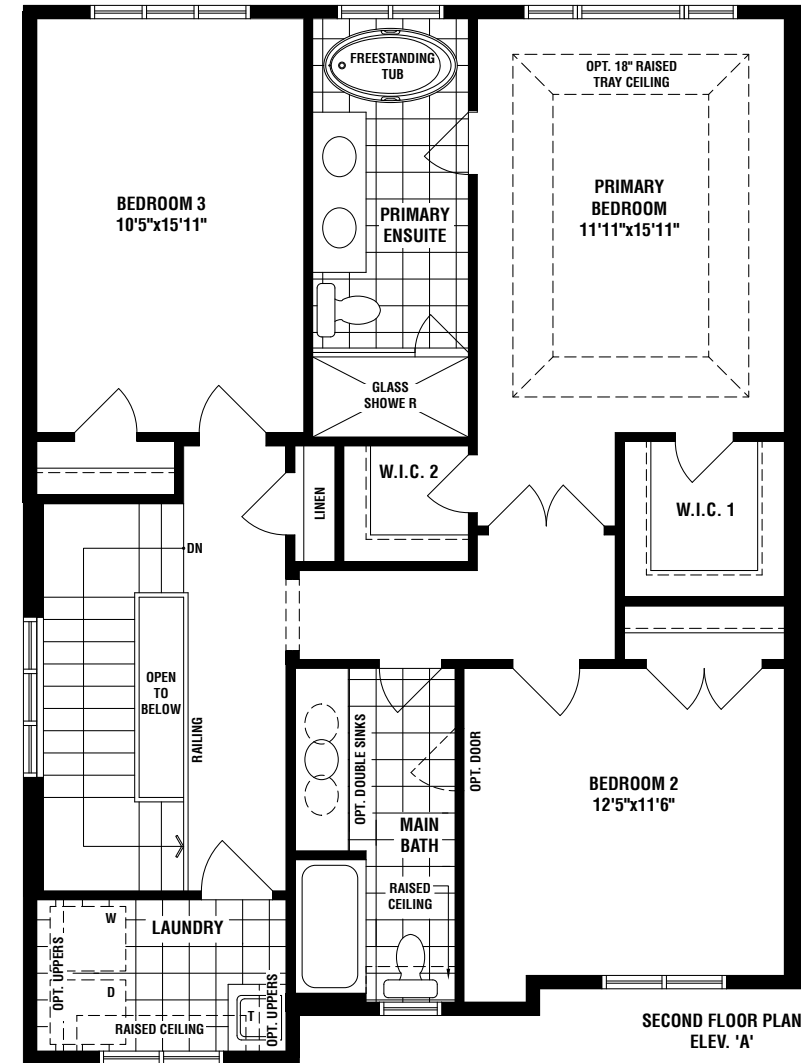 FREESTANDING
TUB
OPT. 18" RAISED
TRAY CEILING
BEDROOM 3
10'5"x15'11"
PRIMARY
ENSUITE
PRIMARY
BEDROOM
11'11"x15'11"
GLASS
SHOWE R
W.I.C. 2
LINEN
W.I.C. 1
DN
OPEN
TO
BELOW
RAILING
OPT. DOUBLE SINKS
OPT. DOOR
BEDROOM 2
12'5"x11'6"
MAIN
BATH
RAISED
CEILING
W
LAUNDRY
OPT. UPPERS
D
RAISED CEILING
T
OPT. UPPERS
SECOND FLOOR PLAN
ELEV. 'A'